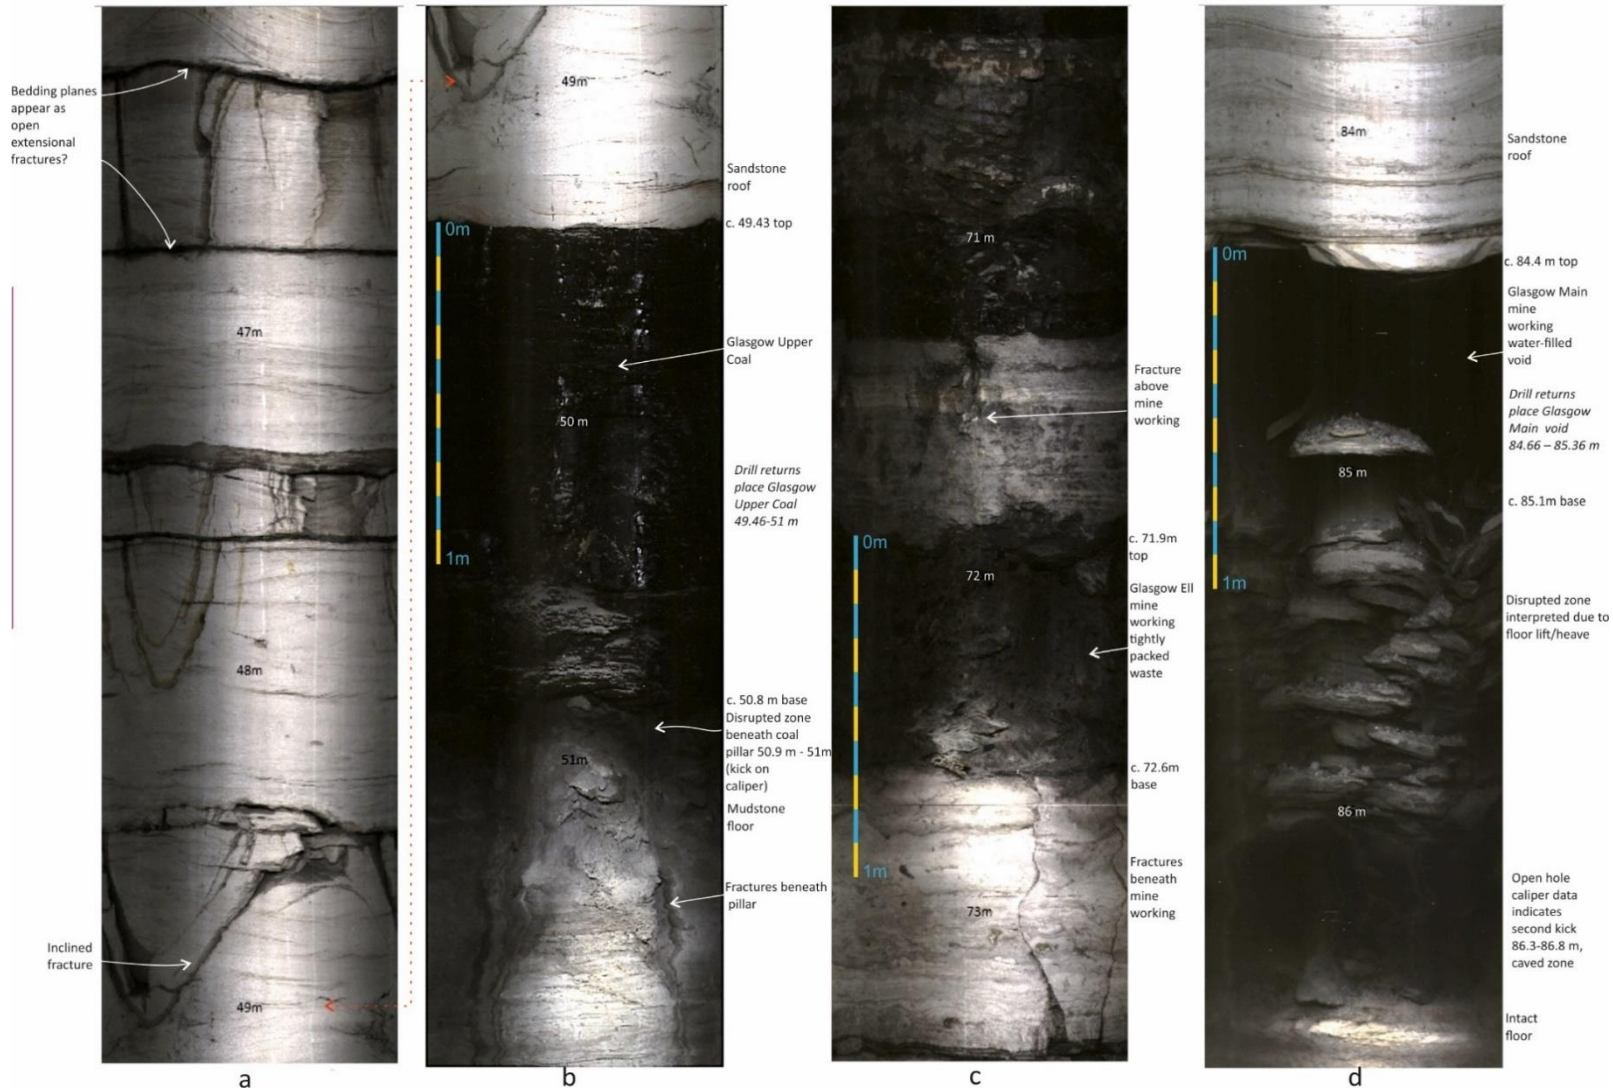 Bedding planes
appear as
open
extensional
fractures?
47m
48m
Inclined
fracture
49m
a
49m
Sandstone
roof
c. 49.43 top
0m
Glasgow Upper
Coal
50 m
Drill returns
place Glasgow
Upper Coal
49.46-51 m
1m
c. 50.8 m base
Disrupted zone
beneath coal
pillar 50.9 m - 51m
(kick on
caliper)
51m
Mudstone
floor
Fractures beneath
pillar
b
71 m
Fracture
above
mine
working
0m
c. 71.9m
top
72 m
Glasgow Ell
mine
working
tightly
packed
waste
c. 72.6m
base
1m
Fractures
beneath
mine
working
73m
c
84m
Sandstone
roof
0m
c. 84.4 m top
Glasgow Main
mine
working
water-filled
void
Drill returns
place Glasgow
Main void
84.66 – 85.36 m
85 m
c. 85.1m base
1m
Disrupted zone
interpreted due to
floor lift/heave
86 m
Open hole
caliper data
indicates
second kick
86.3-86.8 m,
caved zone
Intact
floor
d